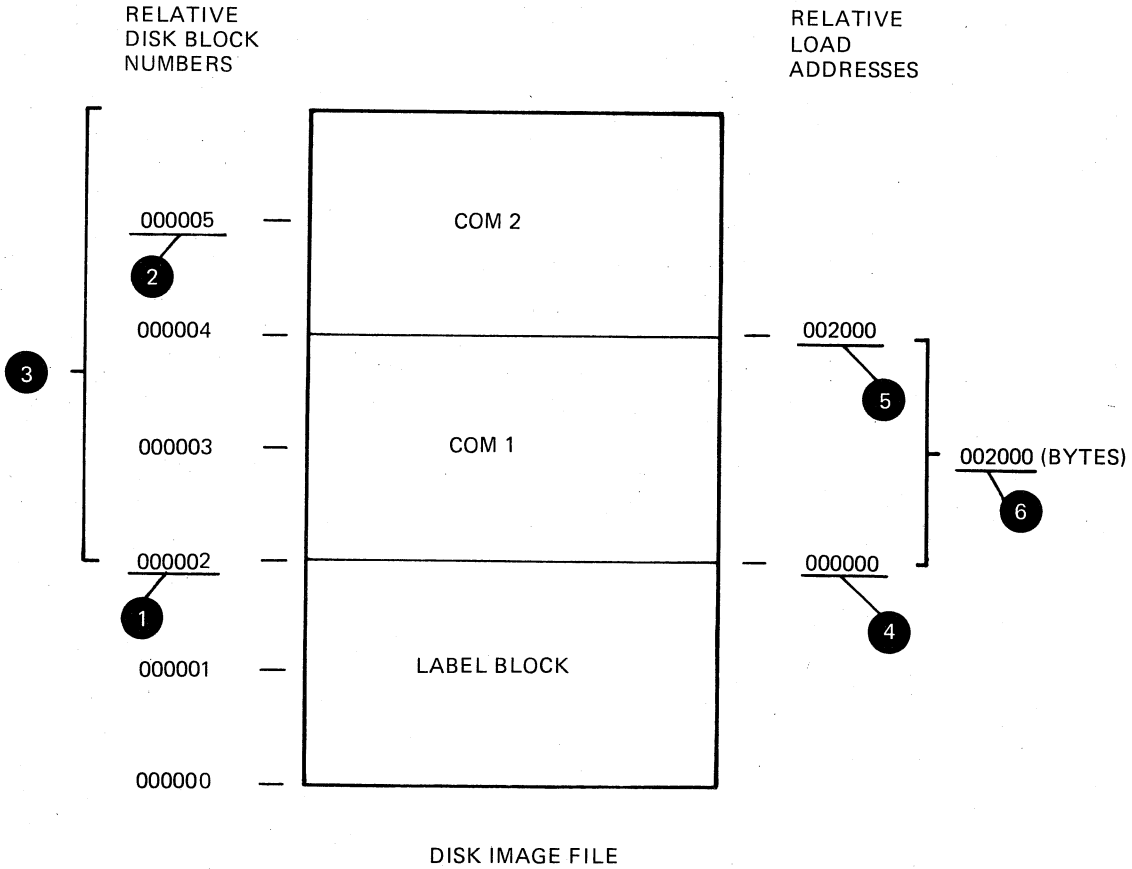 RELATIVE
DISK BLOCK
NUMBERS
RELATIVE
LOAD
ADDRESSES
000005
COM 2
2
000004
002000
3
5
000003
COM 1
002000 (BYTES)
6
000002
000000
1
4
000001
LABEL BLOCK
000000
DISK IMAGE FILE